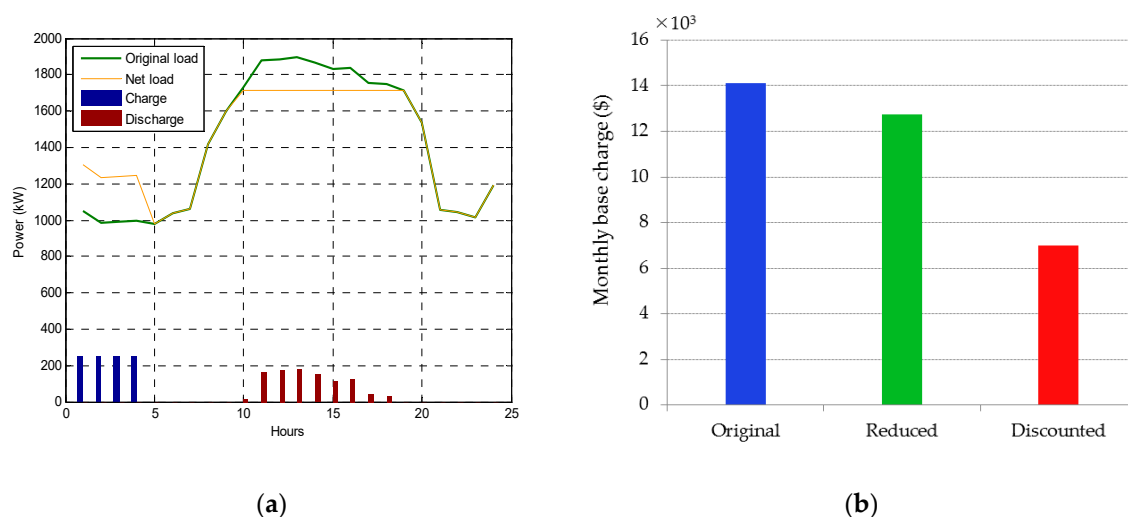 2000
1800
1600
1400
1200
1000
800
600
400
200
0
Power (kW)
Original load
Net load
Charge
Discharge
0 5 10 15 20 25
Hours
(a)
×10³
16
14
12
10
8
6
4
2
0
Monthly base charge ($)
Original Reduced Discounted
(b)